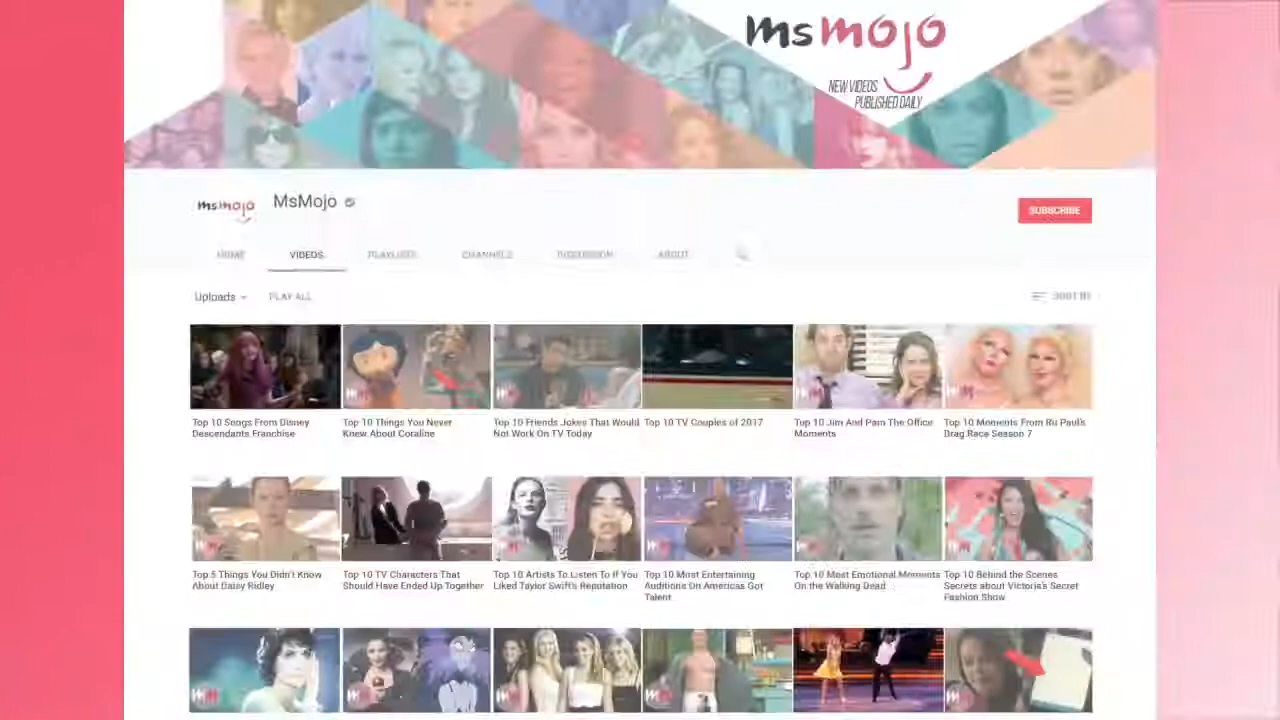 msmojo
NEW VIDEOS
PUBLISHED DAILY
msmojo
MsMojo
SUBSCRIBE
HOME VIDEOS PLAYLISTS CHANNELS DISCUSSION ABOUT
Uploads PLAY ALL SORT BY
Top 10 Songs From Disney
Descendants Franchise
Top 10 Things You Never
Knew About Coraline
Top 10 Friends Jokes That Would
Not Work On TV Today
Top 10 TV Couples of 2017
Top 10 Jim And Pam The Office
Moments
Top 10 Moments From Ru Paul's
Drag Race Season 7
Top 5 Things You Didn't Know
About Daisy Ridley
Top 10 TV Characters That
Should Have Ended Up Together
Top 10 Artists To Listen To If You
Liked Taylor Swift's Reputation
Top 10 Most Entertaining
Auditions On Americas Got
Talent
Top 10 Most Emotional Moments
On the Walking Dead
Top 10 Behind the Scenes
Secrets about Victoria's Secret
Fashion Show